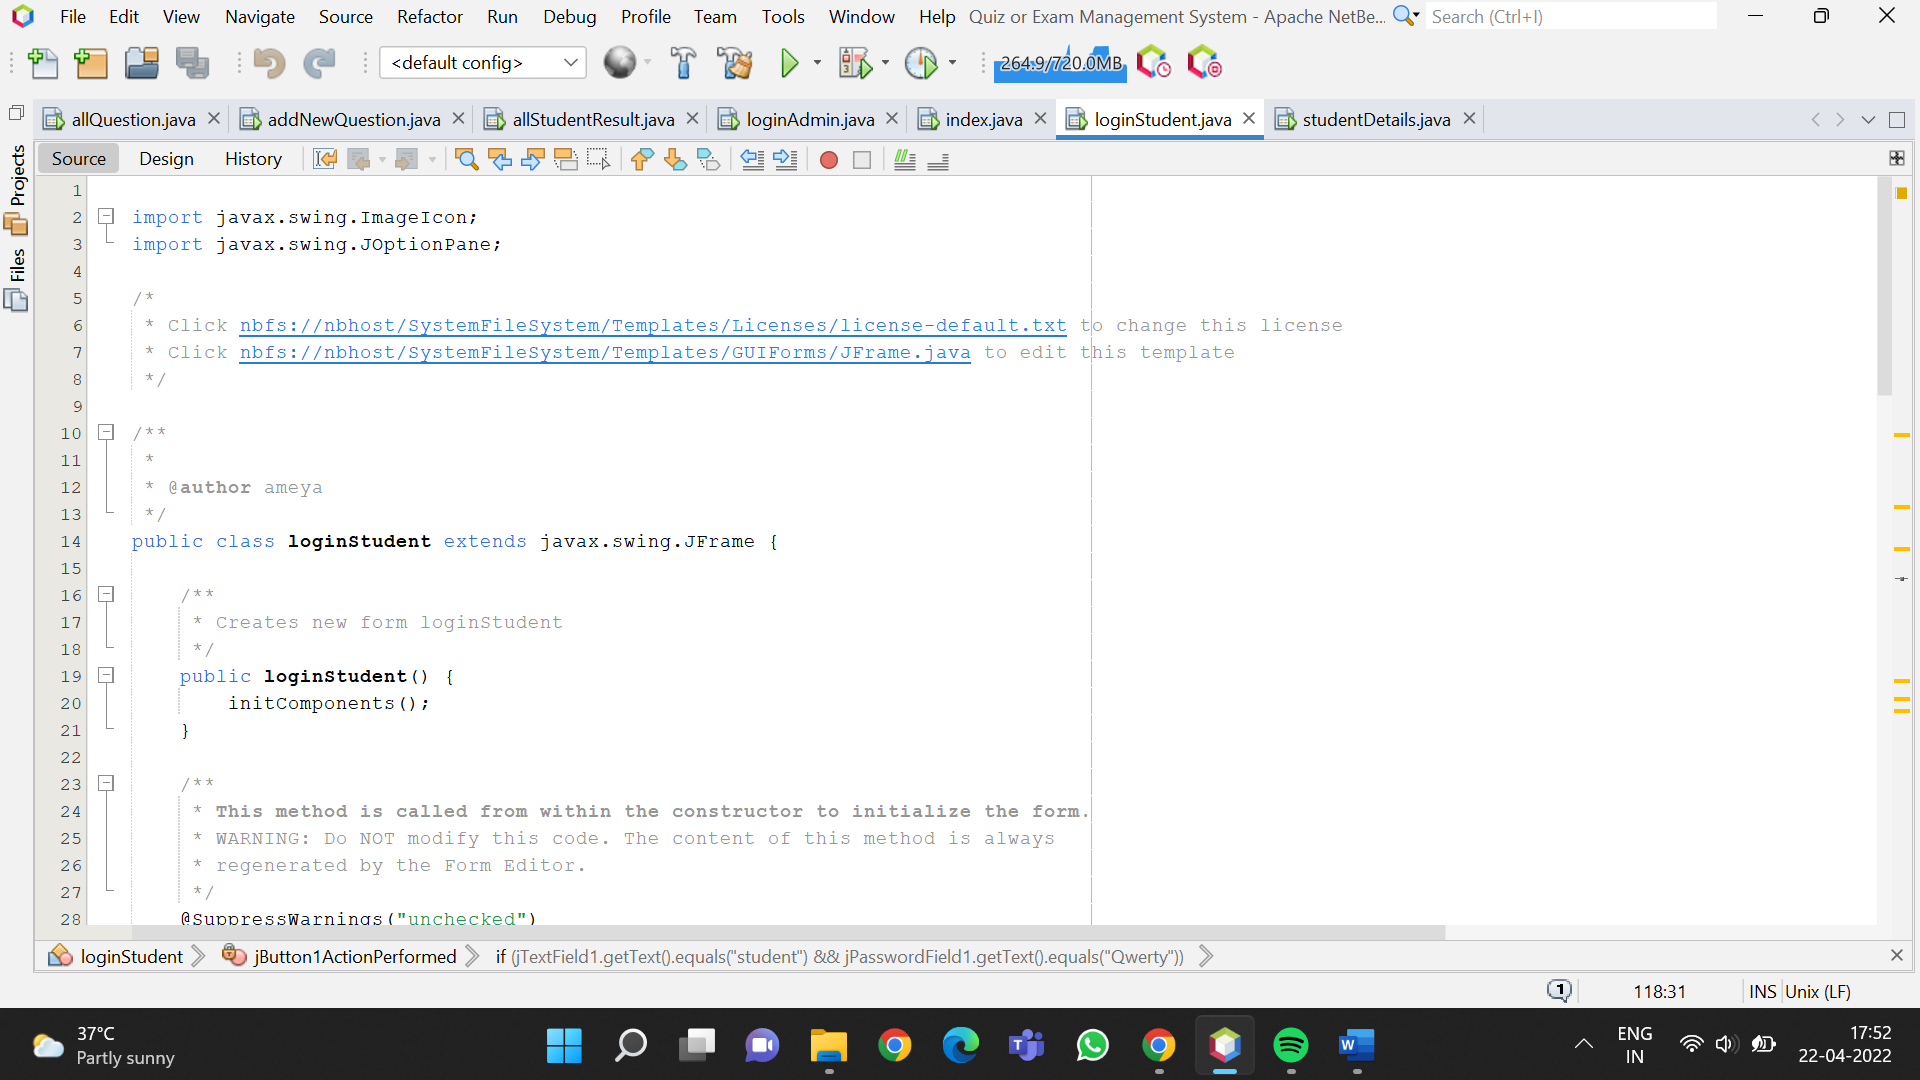 File Edit View Navigate Source Refactor Run Debug Profile Team Tools Window Help Quiz or Exam Management System - Apache NetBe... Search (Ctrl+I)
<default config> 264.9/720.0MB
allQuestion.java addNewQuestion.java allStudentResult.java loginAdmin.java index.java loginStudent.java studentDetails.java
Source Design History
Projects
Files
1
2 import javax.swing.ImageIcon;
3 import javax.swing.JOptionPane;
4
5 /*
6 * Click nbfs://nbhost/SystemFileSystem/Templates/Licenses/license-default.txt to change this license
7 * Click nbfs://nbhost/SystemFileSystem/Templates/GUIForms/JFrame.java to edit this template
8 */
9
10 /**
11 *
12 * @author ameya
13 */
14 public class loginStudent extends javax.swing.JFrame {
15
16 /**
17 * Creates new form loginStudent
18 */
19 public loginStudent() {
20 initComponents();
21 }
22
23 /**
24 * This method is called from within the constructor to initialize the form.
25 * WARNING: Do NOT modify this code. The content of this method is always
26 * regenerated by the Form Editor.
27 */
28 @SuppressWarnings("unchecked")
loginStudent jButton1ActionPerformed if (jTextField1.getText().equals("student") && jPasswordField1.getText().equals("Qwerty"))
1 118:31 INS Unix (LF)
37°C
Partly sunny
ENG
IN
17:52
22-04-2022